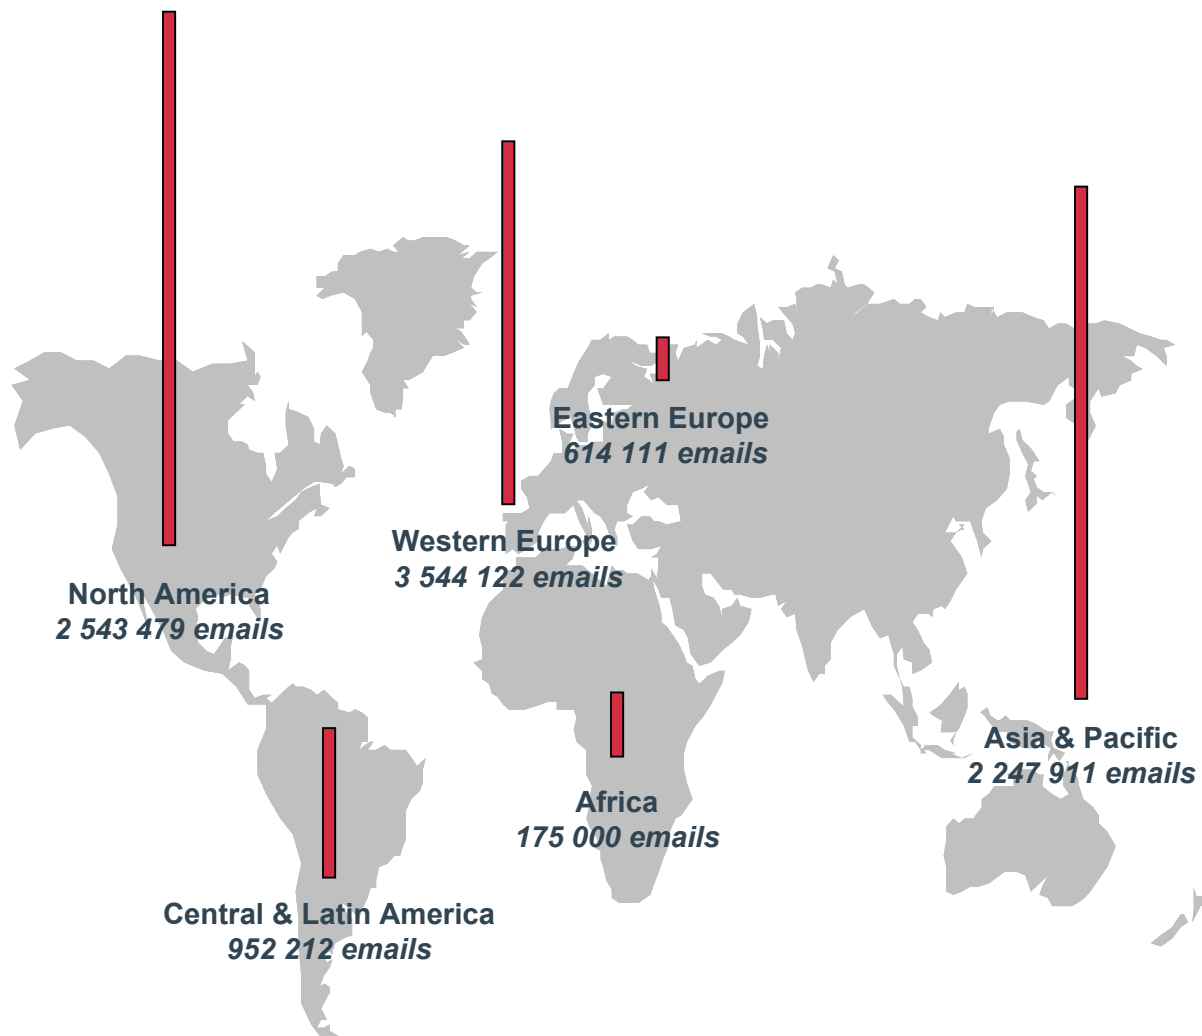 Eastern Europe
614 111 emails
Western Europe
3 544 122 emails
North America
2 543 479 emails
Asia & Pacific
2 247 911 emails
Africa
175 000 emails
Central & Latin America
952 212 emails